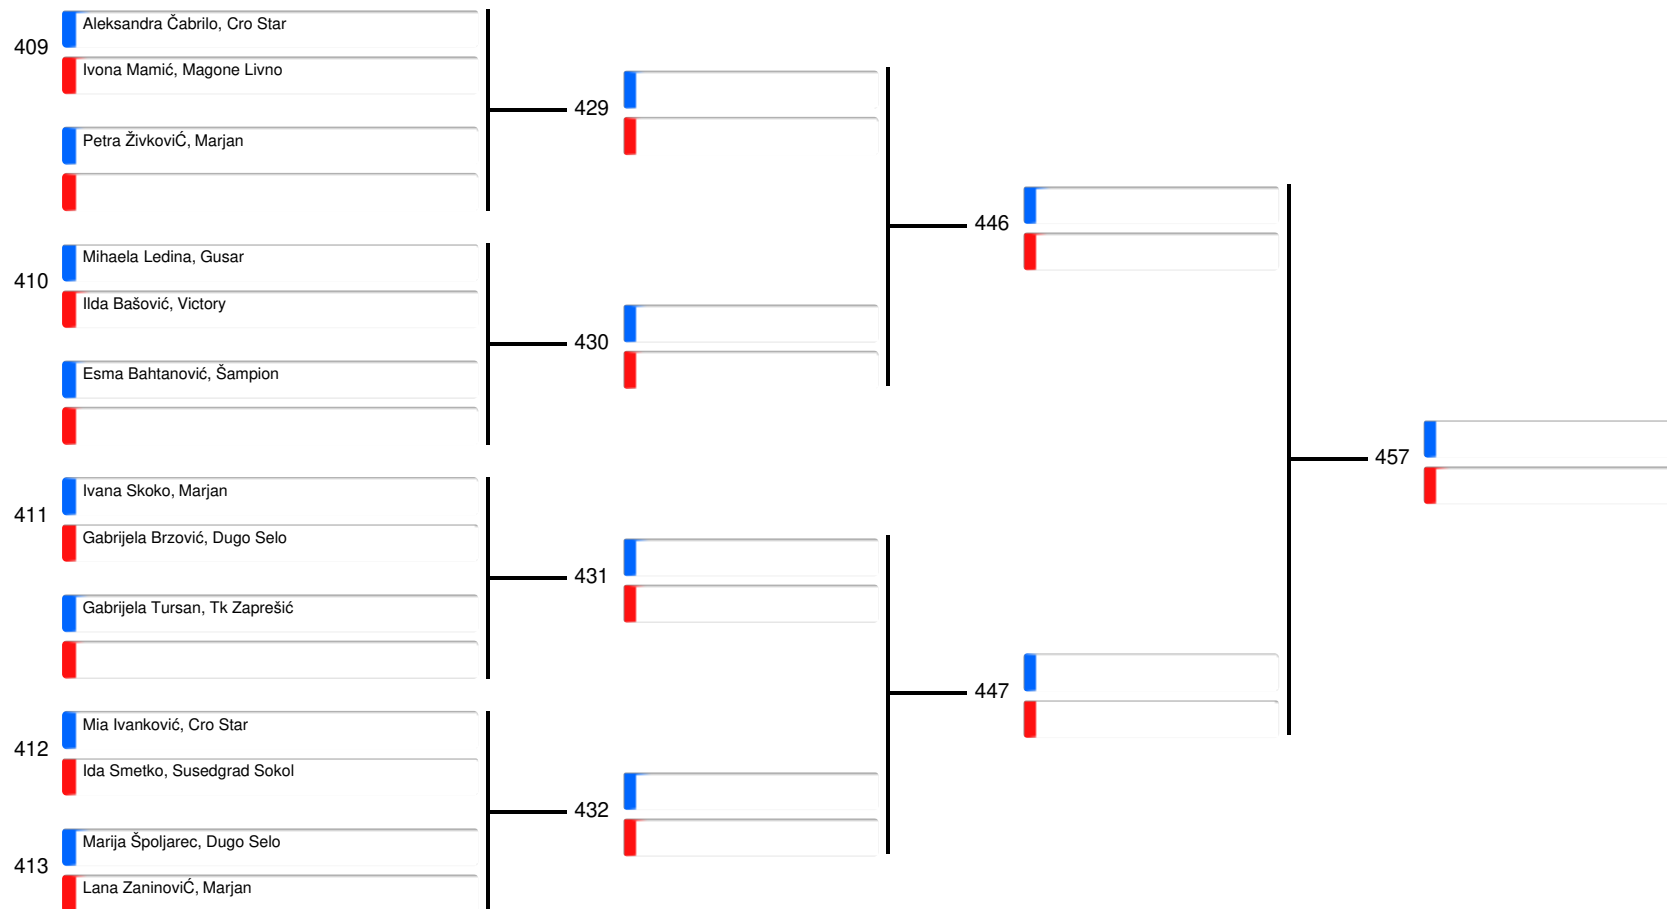 409
Aleksandra Čabrilo, Cro Star
Ivona Mamić, Magone Livno
Petra ŽivkoviĆ, Marjan
429
410
Mihaela Ledina, Gusar
Ilda Bašović, Victory
Esma Bahtanović, Šampion
430
446
411
Ivana Skoko, Marjan
Gabrijela Brzović, Dugo Selo
Gabrijela Tursan, Tk Zaprešić
431
457
412
Mia Ivanković, Cro Star
Ida Smetko, Susedgrad Sokol
413
Marija Špoljarec, Dugo Selo
Lana ZaninoviĆ, Marjan
432
447